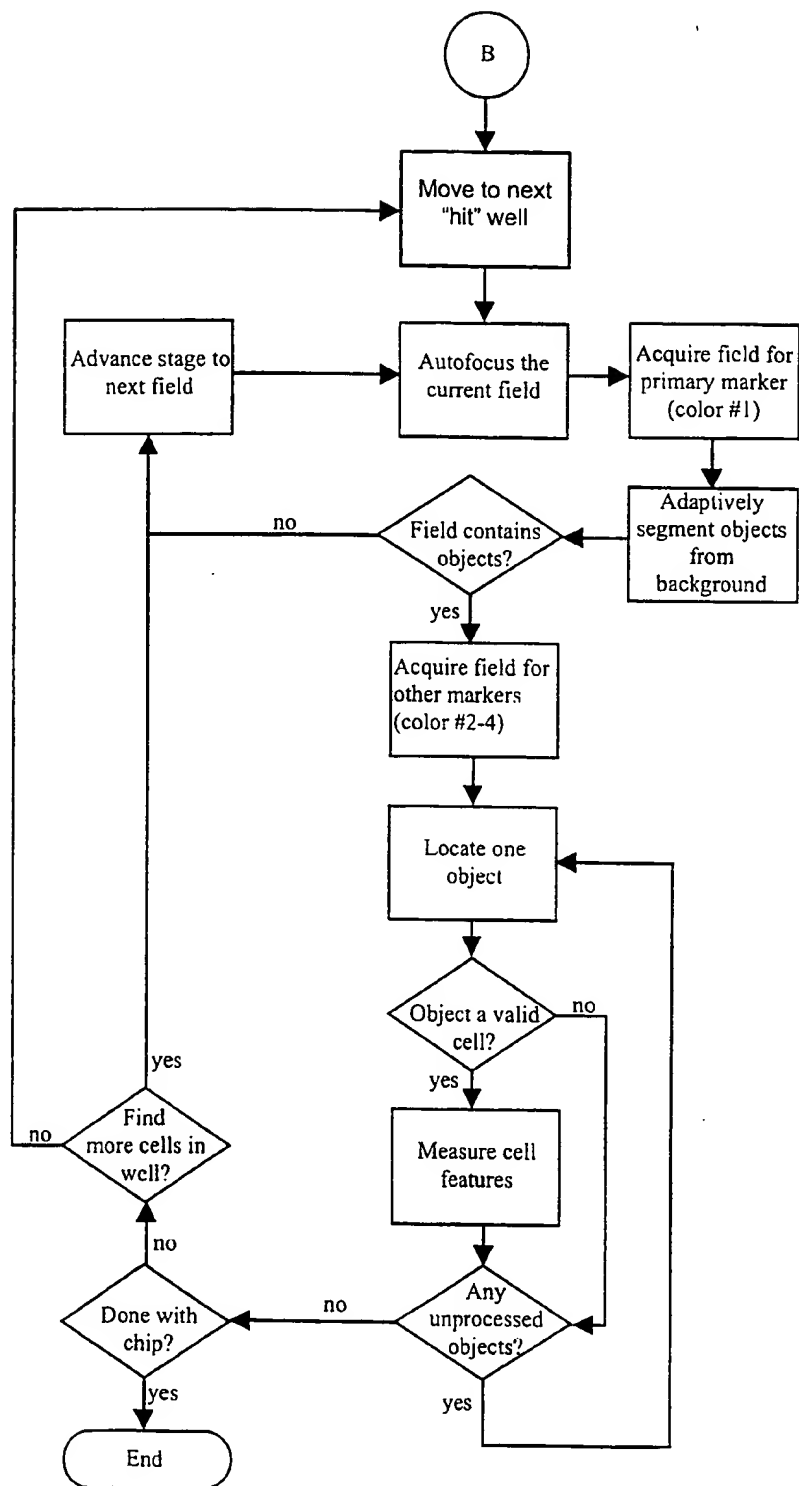 B
Move to next
"hit" well
Advance stage to
next field
Autofocus the
current field
Acquire field for
primary marker
(color #1)
Adaptively
segment objects
from
background
Field contains
objects?
no
yes
Acquire field for
other markers
(color #2-4)
Locate one
object
Object a valid
cell?
no
yes
Measure cell
features
Any
unprocessed
objects?
no
yes
Done with
chip?
no
yes
Find
more cells in
well?
no
yes
End